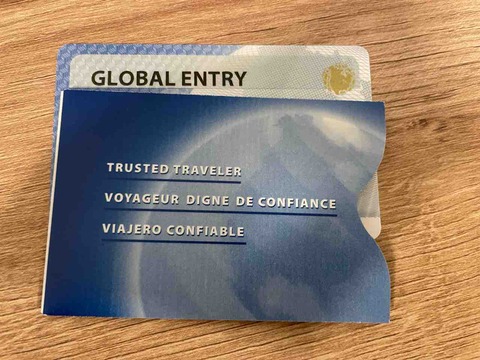 GLOBAL ENTRY
TRUSTED TRAVELER
VOYAGEUR DIGNE DE CONFIANCE
VIAJERO CONFIABLE